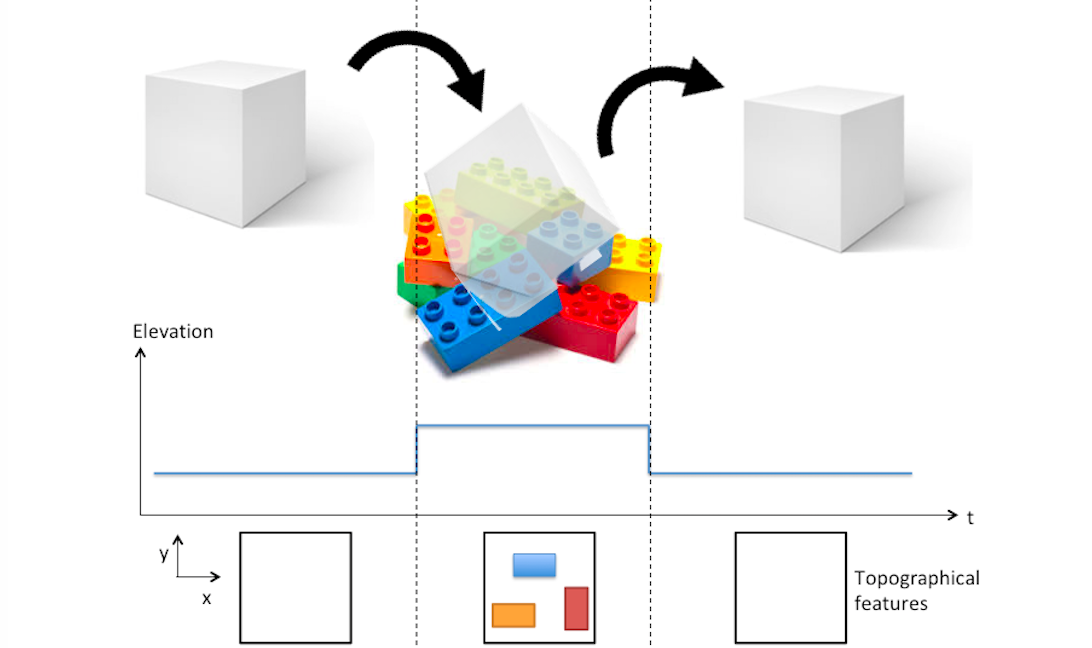 Elevation
t
y
x
Topographical
features